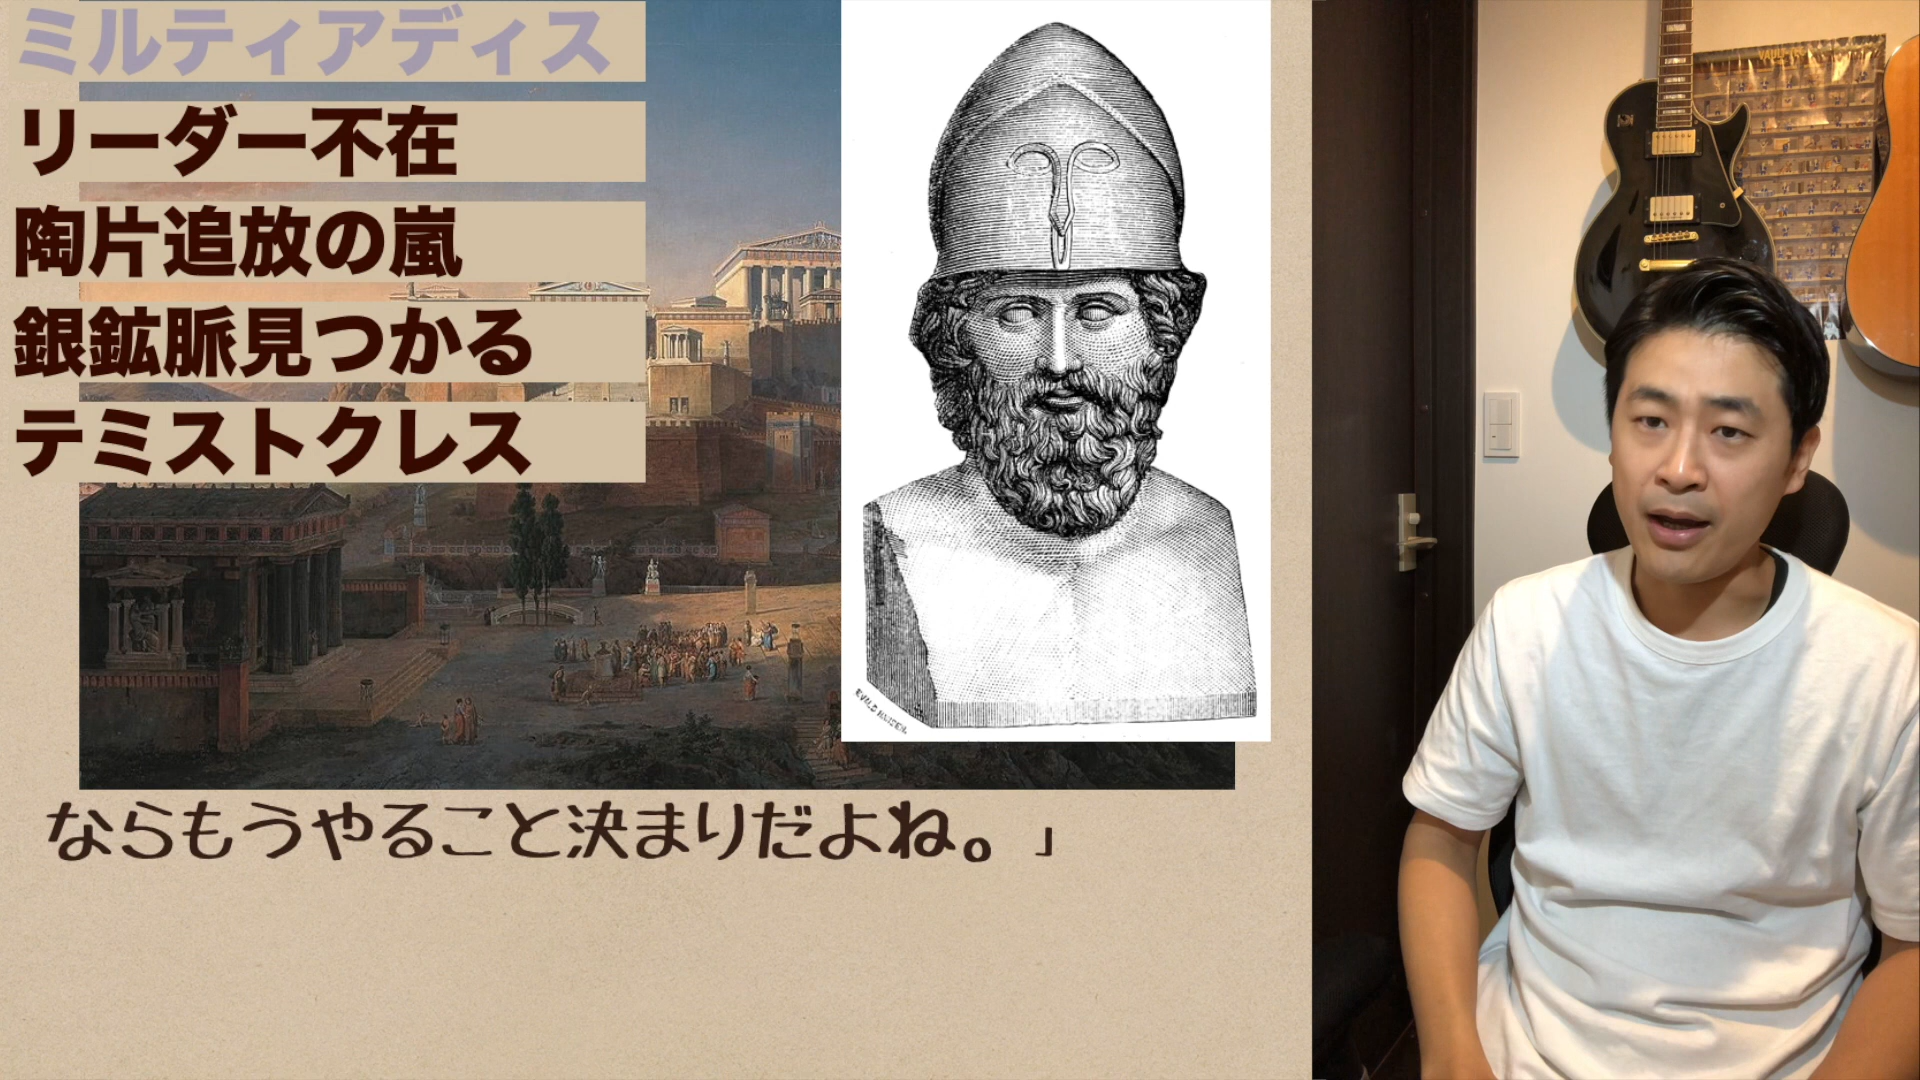 ミルティアディス
リーダー不在
陶片追放の嵐
銀鉱脈見つかる
テミストクレス
EVALD HANSEN.
ならもうやること決まりだよね。」